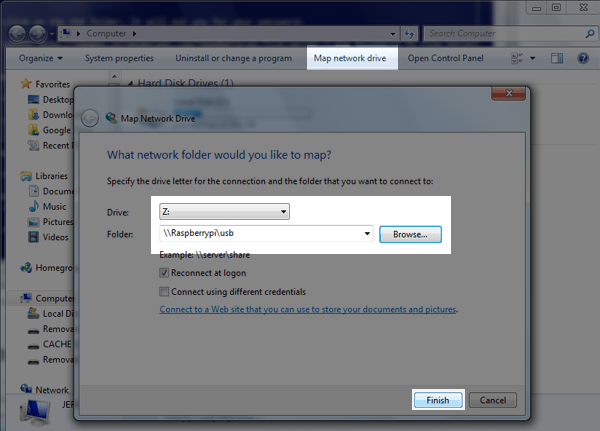 Computer
Search Computer
Organize
System properties
Uninstall or change a program
Map network drive
Open Control Panel
Favorites
Desktop
Downlo
Google
Recent
Hard Disk Drives (1)
Map Network Drive
What network folder would you like to map?
Specify the drive letter for the connection and the folder that you want to connect to:
Drive: Z:
Folder: \\Raspberrypi\usb Browse...
Example: \\server\share
Reconnect at logon
Connect using different credentials
Connect to a Web site that you can use to store your documents and pictures.
Finish Cancel
Libraries
Docume
Music
Pictures
Videos
Homegro
Computer
Local Dis
Remova
CACHE
Remova
Network